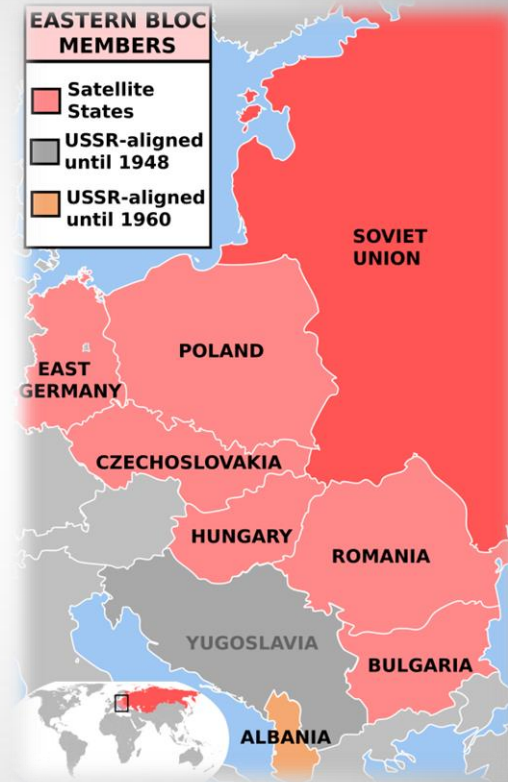 EASTERN BLOC
MEMBERS
Satellite
States
USSR-aligned
until 1948
USSR-aligned
until 1960
SOVIET
UNION
POLAND
EAST
GERMANY
CZECHOSLOVAKIA
HUNGARY
ROMANIA
YUGOSLAVIA
BULGARIA
ALBANIA